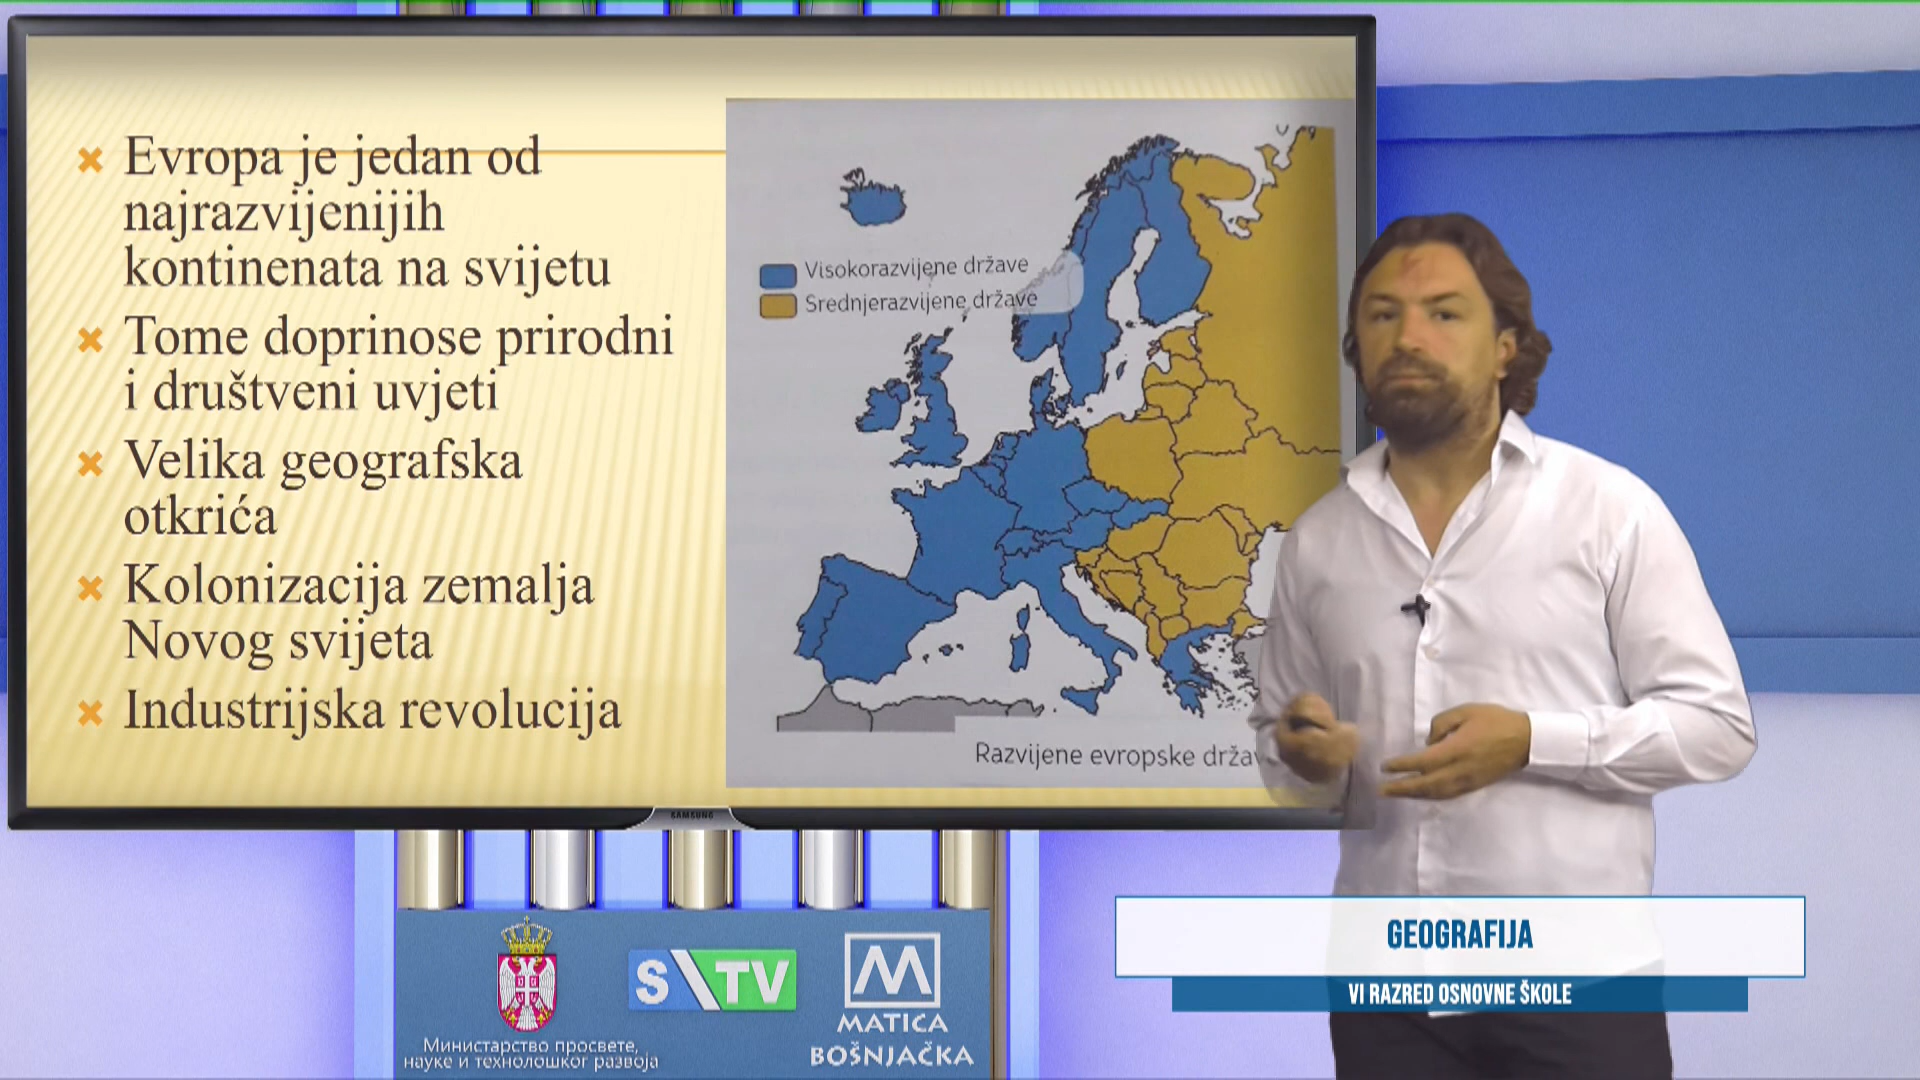 Evropa je jedan od
najrazvijenijih
kontinenata na svijetu
Tome doprinose prirodni
i društveni uvjeti
Velika geografska
otkrića
Kolonizacija zemalja
Novog svijeta
Industrijska revolucija
Visokorazvijene države
Srednjerazvijene države
Razvijene evropske držav
SAMSUNG
GEOGRAFIJA
VI RAZRED OSNOVNE ŠKOLE
Министарство просвете,
науке и технолошког развоја
S TV
MATICA
BOŠNJAČKA